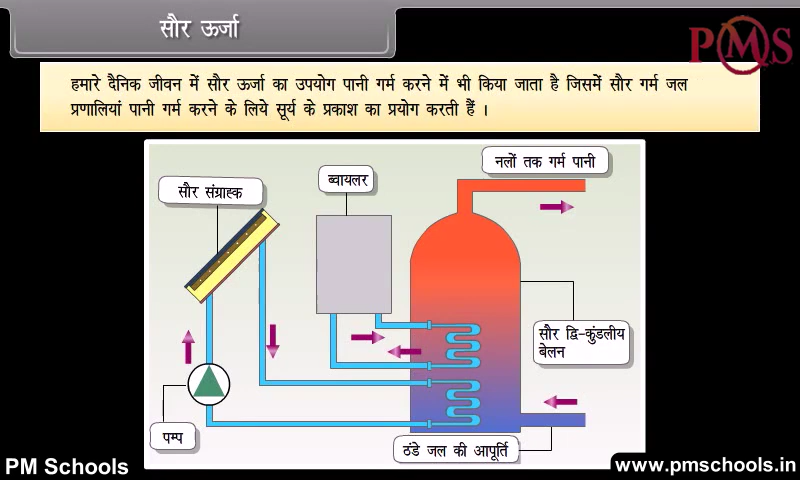 सौर ऊर्जा
PMS
हमारे दैनिक जीवन में सौर ऊर्जा का उपयोग पानी गर्म करने में भी किया जाता है जिसमें सौर गर्म जल
प्रणालियां पानी गर्म करने के लिये सूर्य के प्रकाश का प्रयोग करती हैं ।
नलों तक गर्म पानी
ब्वायलर
सौर संग्राहक
सौर द्वि-कुंडलीय
बेलन
पम्प
ठंडे जल की आपूर्ति
PM Schools
www.pmschools.in